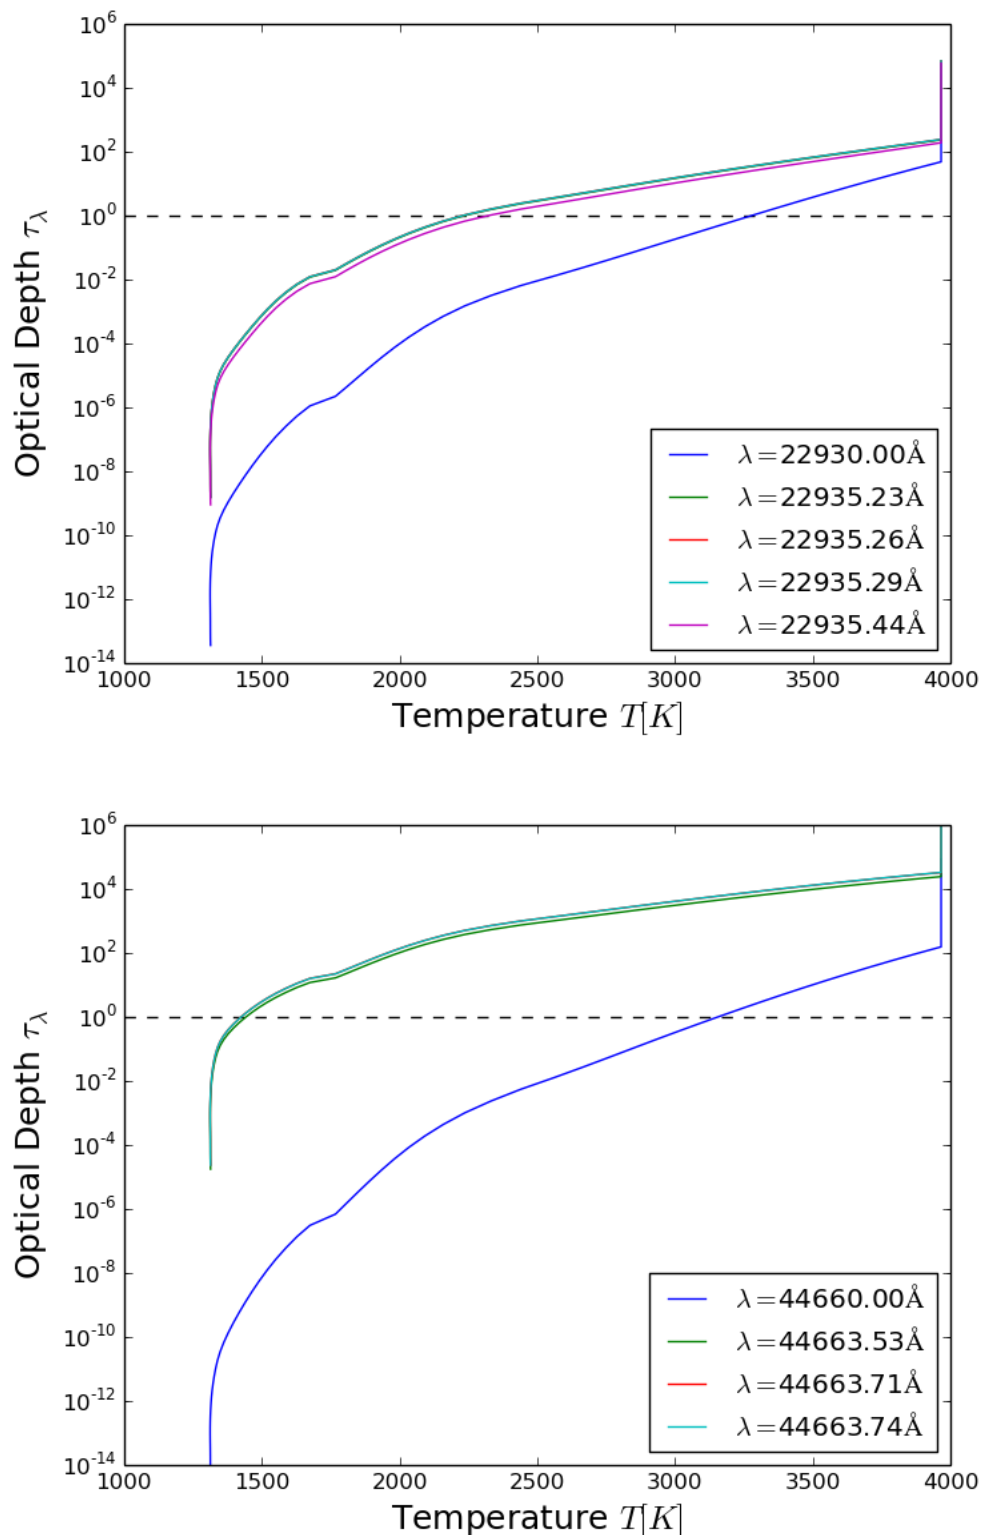 10^6
10^4
10^2
10^0
10^-2
10^-4
10^-6
10^-8
10^-10
10^-12
10^-14
Optical Depth τ_λ
λ=22930.00Å
λ=22935.23Å
λ=22935.26Å
λ=22935.29Å
λ=22935.44Å
1000 1500 2000 2500 3000 3500 4000
Temperature T[K]
10^6
10^4
10^2
10^0
10^-2
10^-4
10^-6
10^-8
10^-10
10^-12
10^-14
Optical Depth τ_λ
λ=44660.00Å
λ=44663.53Å
λ=44663.71Å
λ=44663.74Å
1000 1500 2000 2500 3000 3500 4000
Temperature T[K]